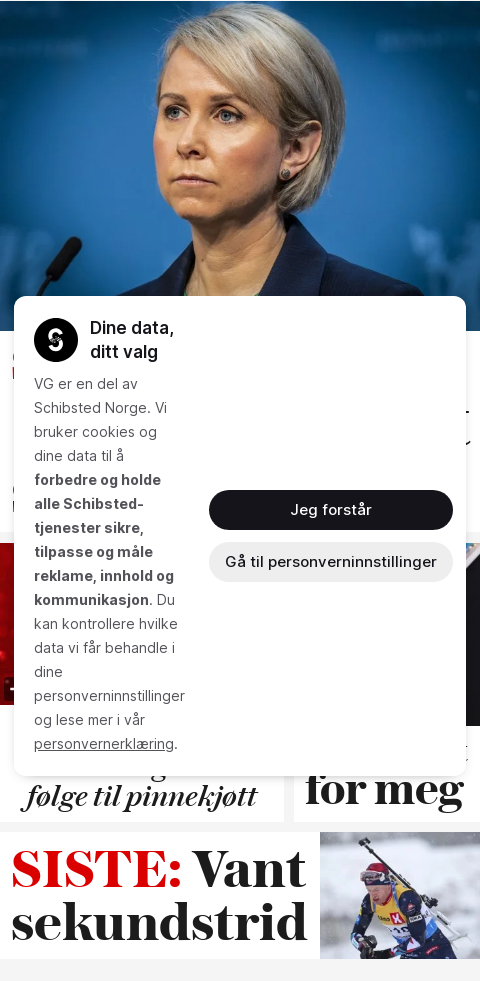 Dine data,
ditt valg
VG er en del av
Schibsted Norge. Vi
bruker cookies og
dine data til å
forbedre og holde
alle Schibsted-
tjenester sikre,
tilpasse og måle
reklame, innhold og
kommunikasjon. Du
kan kontrollere hvilke
data vi får behandle i
dine
personverninnstillinger
og lese mer i vår
personvernerklæring.
Jeg forstår
Gå til personverninnstillinger
følge til pinnekjøtt
for meg
SISTE: Vant
sekundstrid